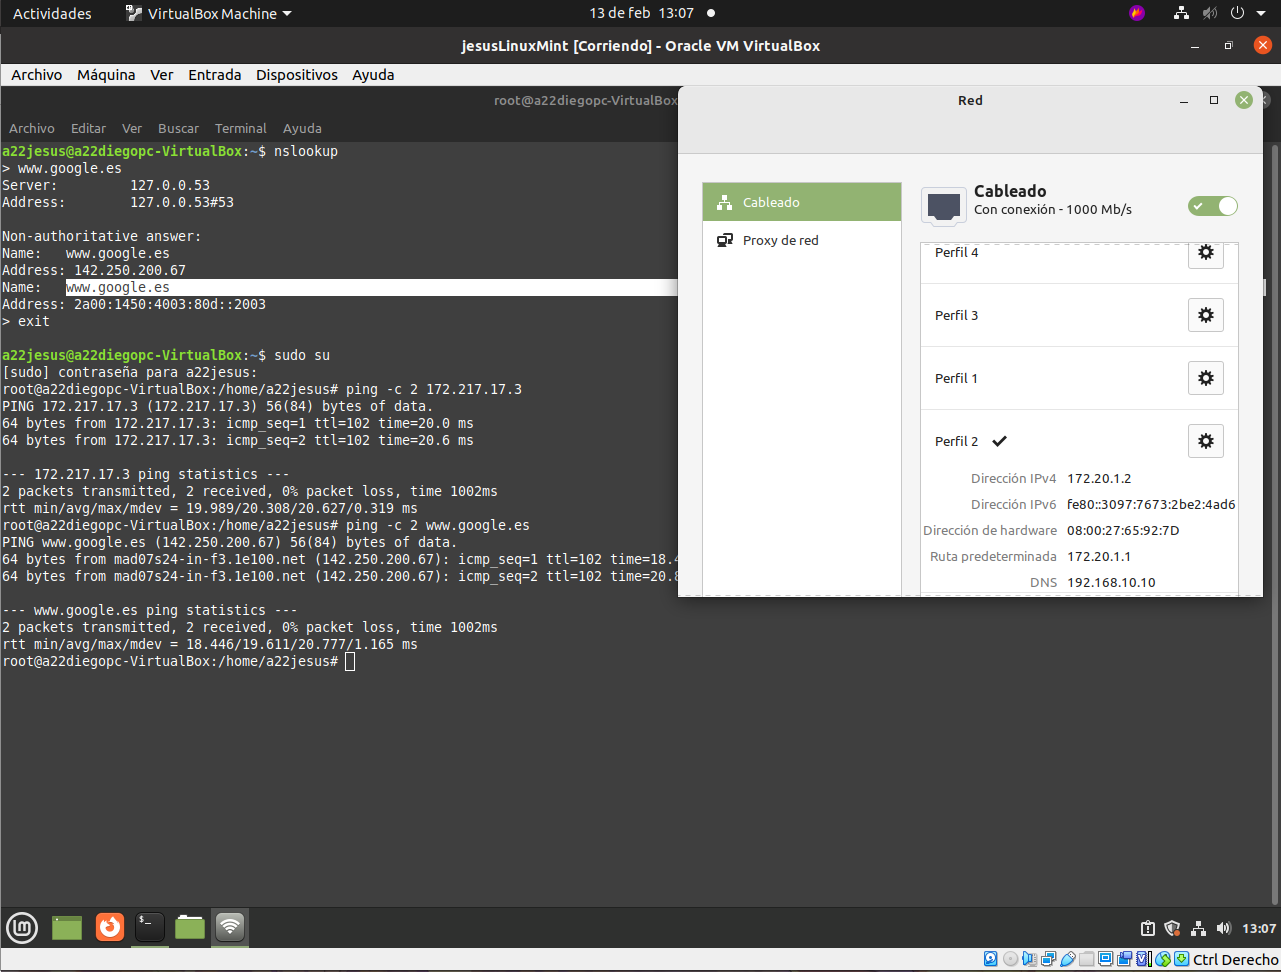 Actividades
VirtualBox Machine
13 de feb 13:07
jesusLinuxMint [Corriendo] - Oracle VM VirtualBox
Archivo Máquina Ver Entrada Dispositivos Ayuda
root@a22diegopc-VirtualBox
Archivo Editar Ver Buscar Terminal Ayuda
a22jesus@a22diegopc-VirtualBox:~$ nslookup
> www.google.es
Server: 127.0.0.53
Address: 127.0.0.53#53
Non-authoritative answer:
Name: www.google.es
Address: 142.250.200.67
Name: www.google.es
Address: 2a00:1450:4003:80d::2003
> exit
a22jesus@a22diegopc-VirtualBox:~$ sudo su
[sudo] contraseña para a22jesus:
root@a22diegopc-VirtualBox:/home/a22jesus# ping -c 2 172.217.17.3
PING 172.217.17.3 (172.217.17.3) 56(84) bytes of data.
64 bytes from 172.217.17.3: icmp_seq=1 ttl=102 time=20.0 ms
64 bytes from 172.217.17.3: icmp_seq=2 ttl=102 time=20.6 ms
--- 172.217.17.3 ping statistics ---
2 packets transmitted, 2 received, 0% packet loss, time 1002ms
rtt min/avg/max/mdev = 19.989/20.308/20.627/0.319 ms
root@a22diegopc-VirtualBox:/home/a22jesus# ping -c 2 www.google.es
PING www.google.es (142.250.200.67) 56(84) bytes of data.
64 bytes from mad07s24-in-f3.1e100.net (142.250.200.67): icmp_seq=1 ttl=102 time=18.4
64 bytes from mad07s24-in-f3.1e100.net (142.250.200.67): icmp_seq=2 ttl=102 time=20.8
--- www.google.es ping statistics ---
2 packets transmitted, 2 received, 0% packet loss, time 1002ms
rtt min/avg/max/mdev = 18.446/19.611/20.777/1.165 ms
root@a22diegopc-VirtualBox:/home/a22jesus#
Red
Cableado
Proxy de red
Cableado
Con conexión - 1000 Mb/s
Perfil 4
Perfil 3
Perfil 1
Perfil 2
Dirección IPv4 172.20.1.2
Dirección IPv6 fe80::3097:7673:2be2:4ad6
Dirección de hardware 08:00:27:65:92:7D
Ruta predeterminada 172.20.1.1
DNS 192.168.10.10
13:07
Ctrl Derecho